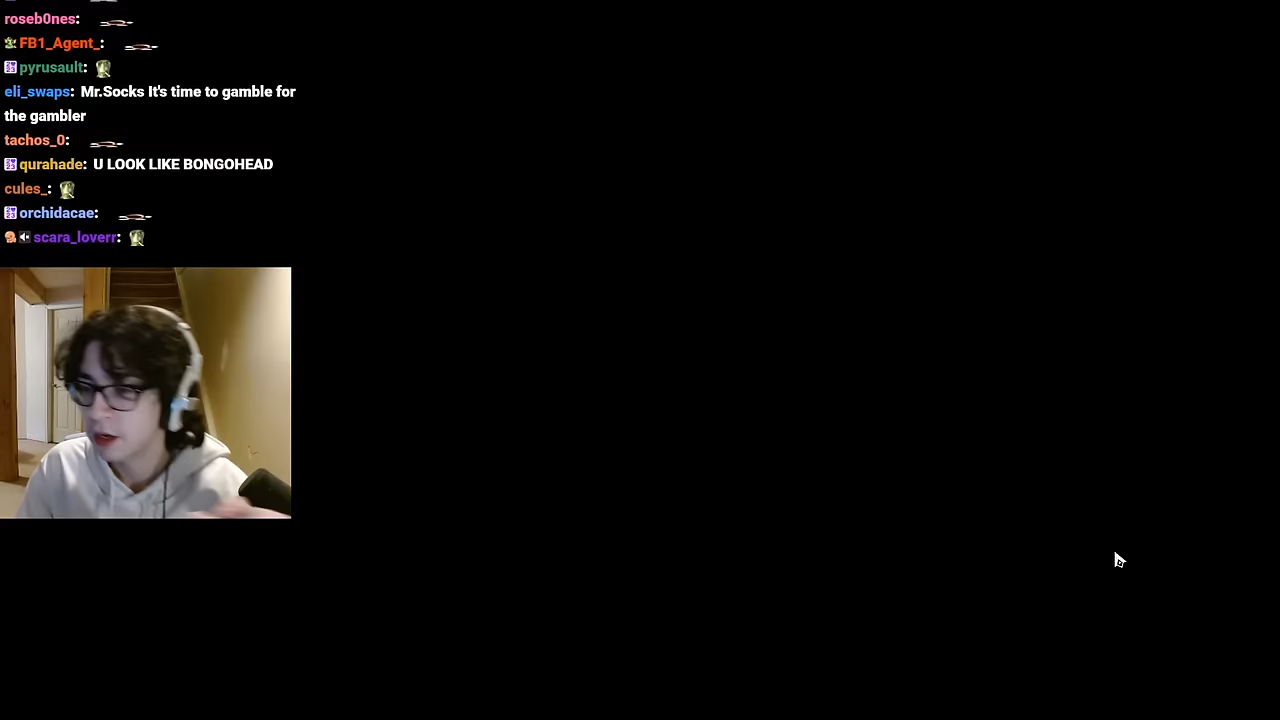 roseb0nes:
FB1_Agent_:
pyrusault:
eli_swaps: Mr.Socks It's time to gamble for
the gambler
tachos_0:
qurahade: U LOOK LIKE BONGOHEAD
cules_:
orchidacae:
scara_loverr: